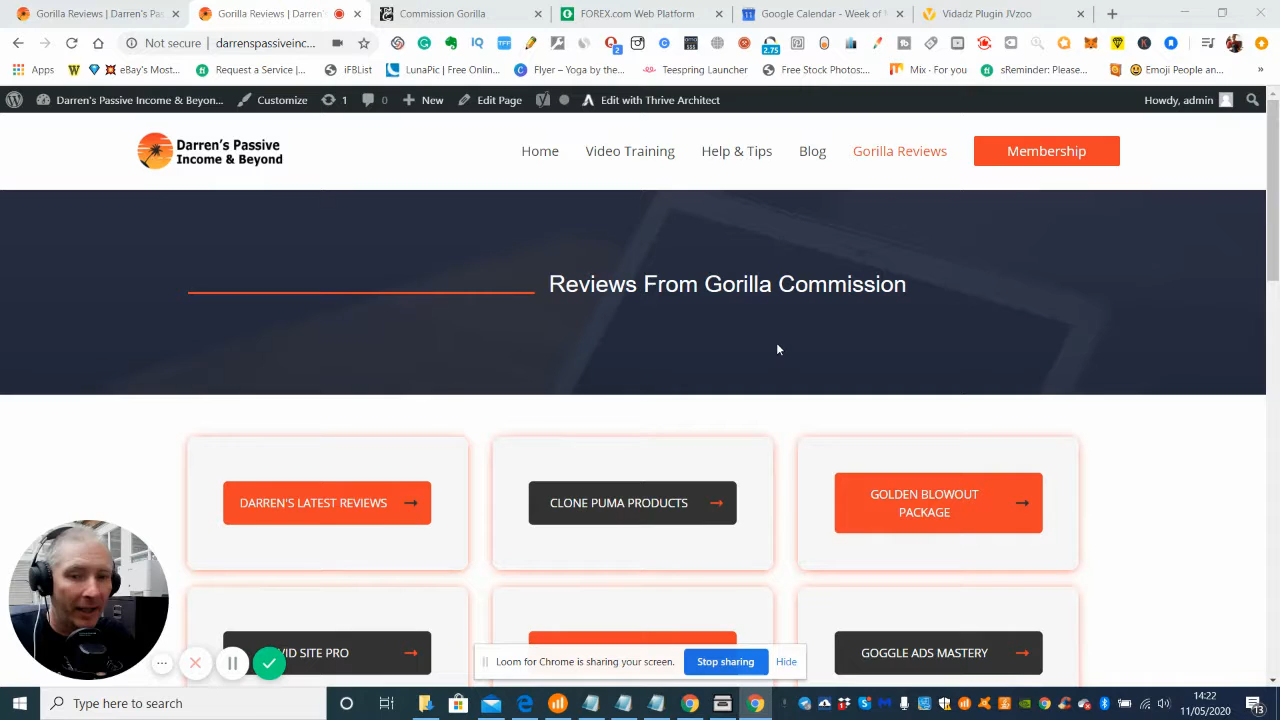 Gorilla Reviews | Darren's Passive
Gorilla Reviews | Darren's
Commission Gorilla
FOREX.com Web Platform
Google Calendar - Week of M
Vidadz Plugin JVzoo
Not secure | darrenspassiveinc...
2
2.75
Apps
eBay's Most...
Request a Servic...
iFBList
LunaPic | Free Onlin...
Flyer – Yoga by the...
Teespring Launcher
Free Stock Photos:...
Mix · For you
sReminder: Please...
Emoji People an...
»
Darren's Passive Income & Beyon...
Customize
1
0
New
Edit Page
Edit with Thrive Architect
Howdy, admin
Darren's Passive
Income & Beyond
Home
Video Training
Help & Tips
Blog
Gorilla Reviews
Membership
Reviews From Gorilla Commission
DARREN'S LATEST REVIEWS
CLONE PUMA PRODUCTS
GOLDEN BLOWOUT
PACKAGE
VID SITE PRO
GOGGLE ADS MASTERY
Loom for Chrome is sharing your screen.
Stop sharing
Hide
Type here to search
14:22
11/05/2020
13